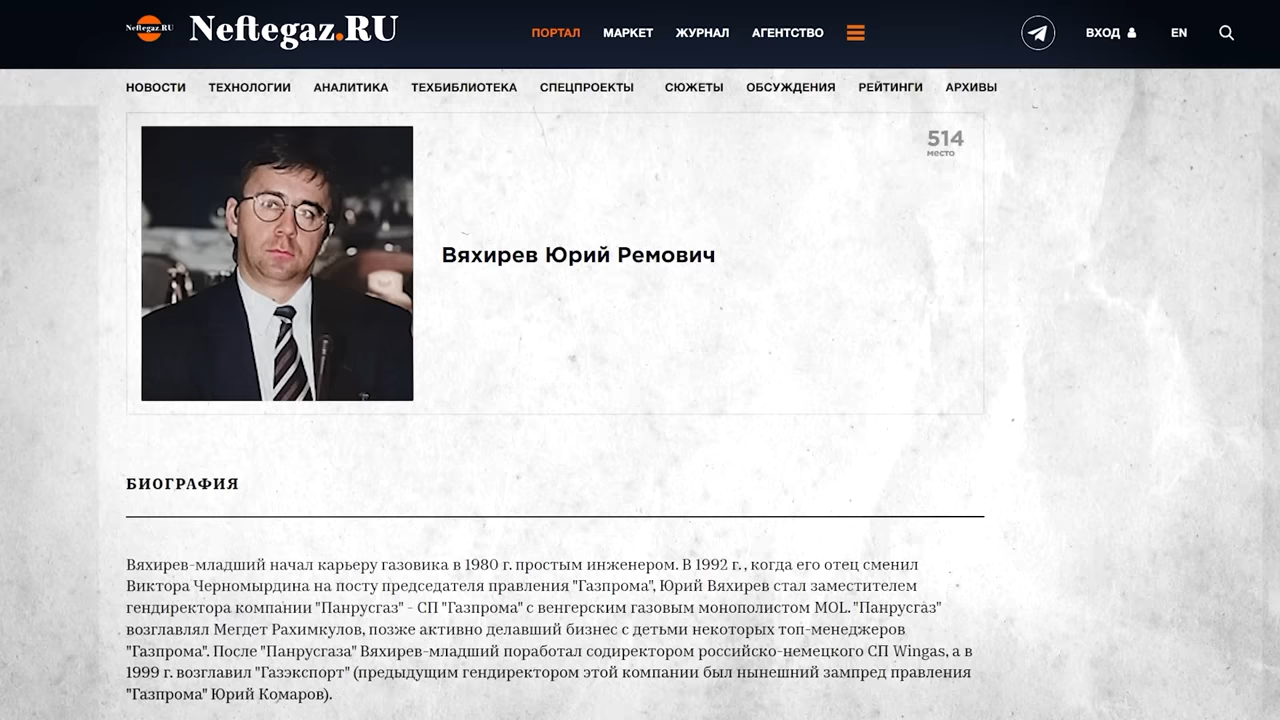 Neftegaz.RU
Neftegaz.RU
ПОРТАЛ МАРКЕТ ЖУРНАЛ АГЕНТСТВО
ВХОД EN
НОВОСТИ ТЕХНОЛОГИИ АНАЛИТИКА ТЕХБИБЛИОТЕКА СПЕЦПРОЕКТЫ СЮЖЕТЫ ОБСУЖДЕНИЯ РЕЙТИНГИ АРХИВЫ
514
место
Вяхирев Юрий Ремович
БИОГРАФИЯ
Вяхирев-младший начал карьеру газовика в 1980 г. простым инженером. В 1992 г., когда его отец сменил
Виктора Черномырдина на посту председателя правления "Газпрома", Юрий Вяхирев стал заместителем
гендиректора компании "Панрусгаз" - СП "Газпрома" с венгерским газовым монополистом MOL. "Панрусгаз"
возглавлял Мегдет Рахимкулов, позже активно делавший бизнес с детьми некоторых топ-менеджеров
"Газпрома". После "Панрусгаза" Вяхирев-младший поработал содиректором российско-немецкого СП Wingas, а в
1999 г. возглавил "Газэкспорт" (предыдущим гендиректором этой компании был нынешний зампред правления
"Газпрома" Юрий Комаров).